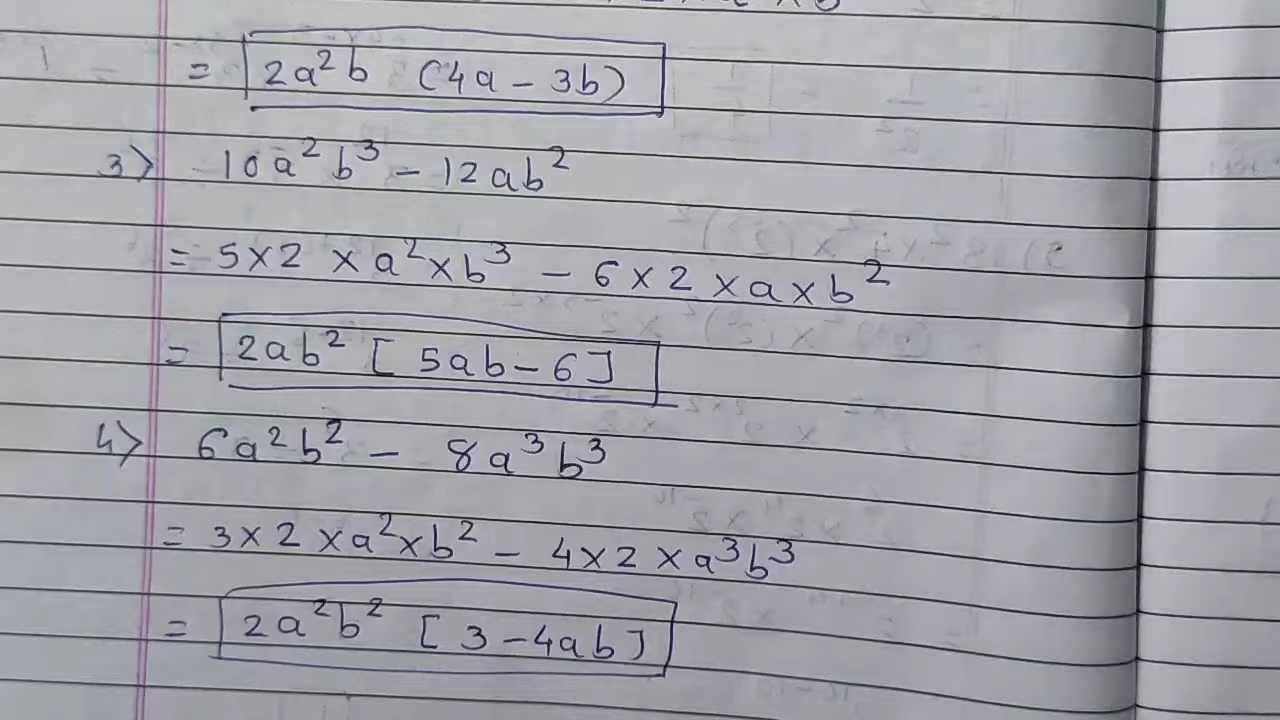 = 2a²b (4a - 3b)
3) 10a²b³ - 12ab²
= 5×2 ×a²×b³ - 6×2×a×b²
= 2ab² [5ab-6]
4) 6a²b² - 8a³b³
= 3×2×a²×b² - 4×2×a³b³
= 2a²b² [3-4ab]